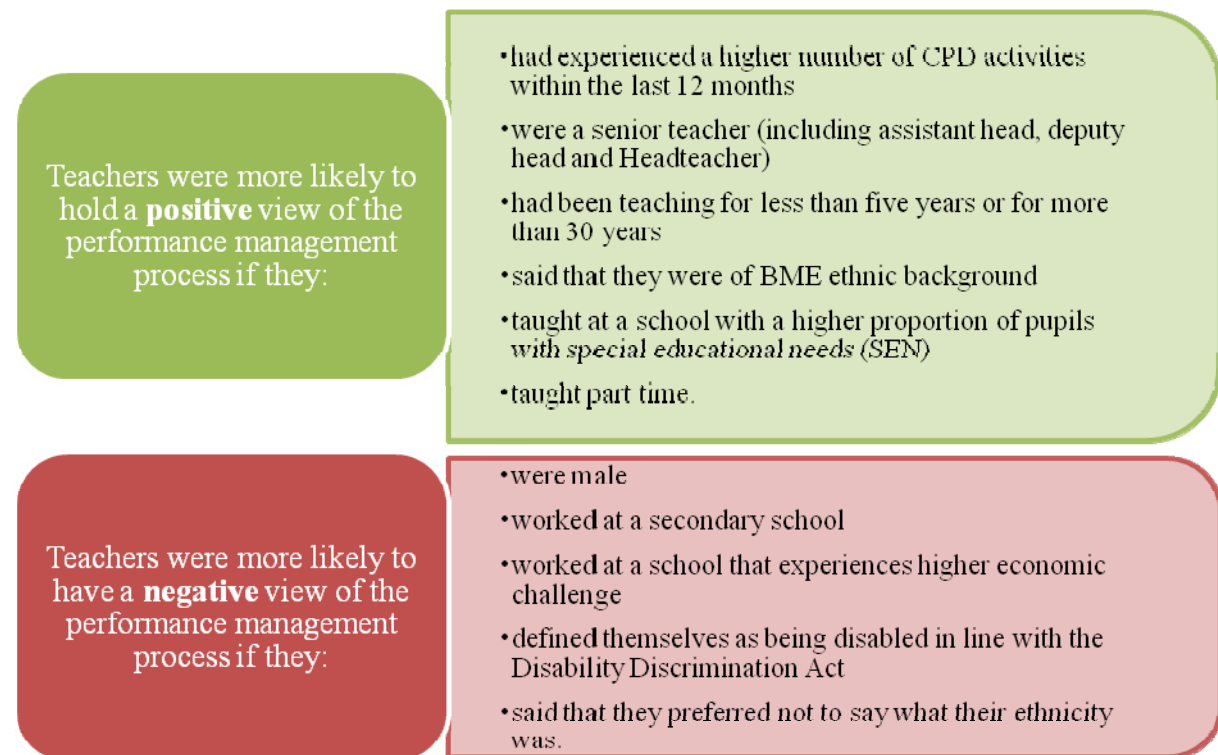 Teachers were more likely to
hold a positive view of the
performance management
process if they:
•had experienced a higher number of CPD activities
within the last 12 months
•were a senior teacher (including assistant head, deputy
head and Headteacher)
•had been teaching for less than five years or for more
than 30 years
•said that they were of BME ethnic background
•taught at a school with a higher proportion of pupils
with special educational needs (SEN)
•taught part time.
Teachers were more likely to
have a negative view of the
performance management
process if they:
•were male
•worked at a secondary school
•worked at a school that experiences higher economic
challenge
•defined themselves as being disabled in line with the
Disability Discrimination Act
•said that they preferred not to say what their ethnicity
was.